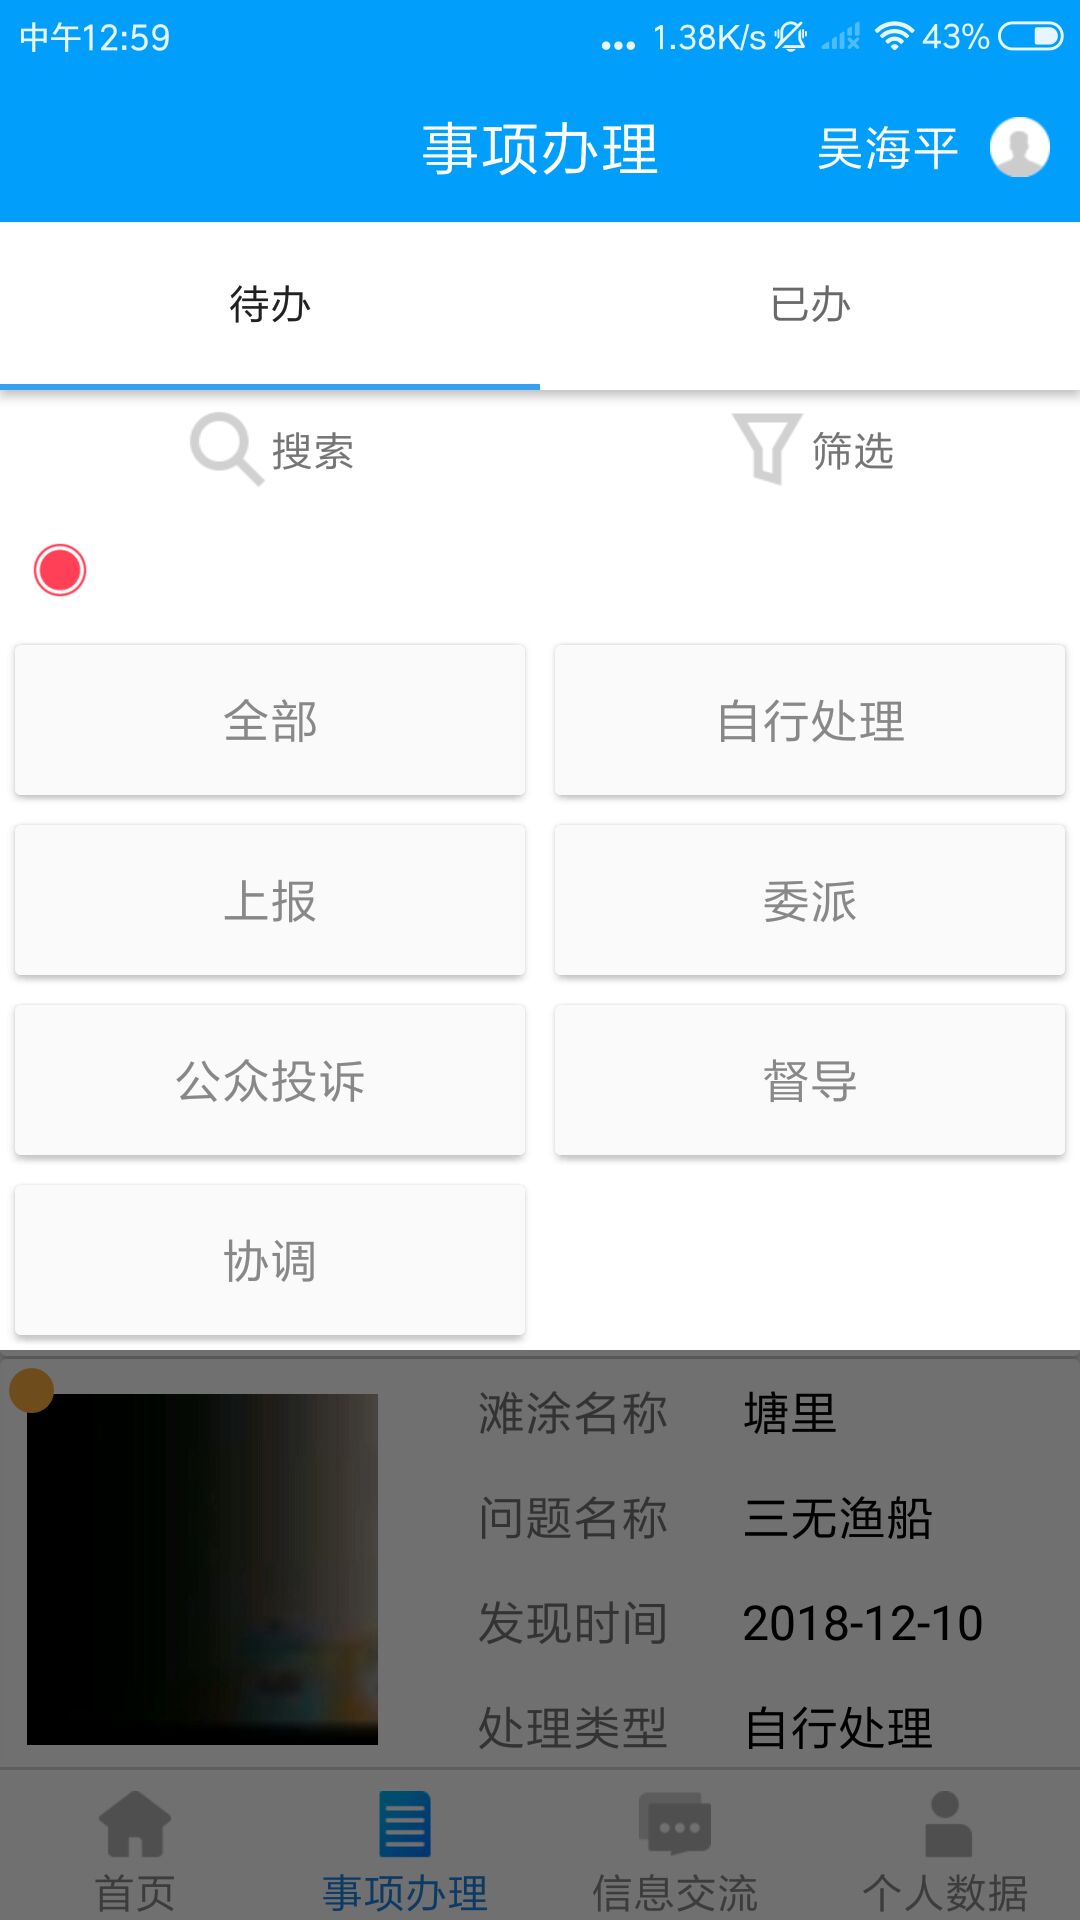 中午12:59 ... 1.38K/s 43%
事项办理 吴海平
待办 已办
搜索 筛选
全部 自行处理
上报 委派
公众投诉 督导
协调
滩涂名称 塘里
问题名称 三无渔船
发现时间 2018-12-10
处理类型 自行处理
首页 事项办理 信息交流 个人数据